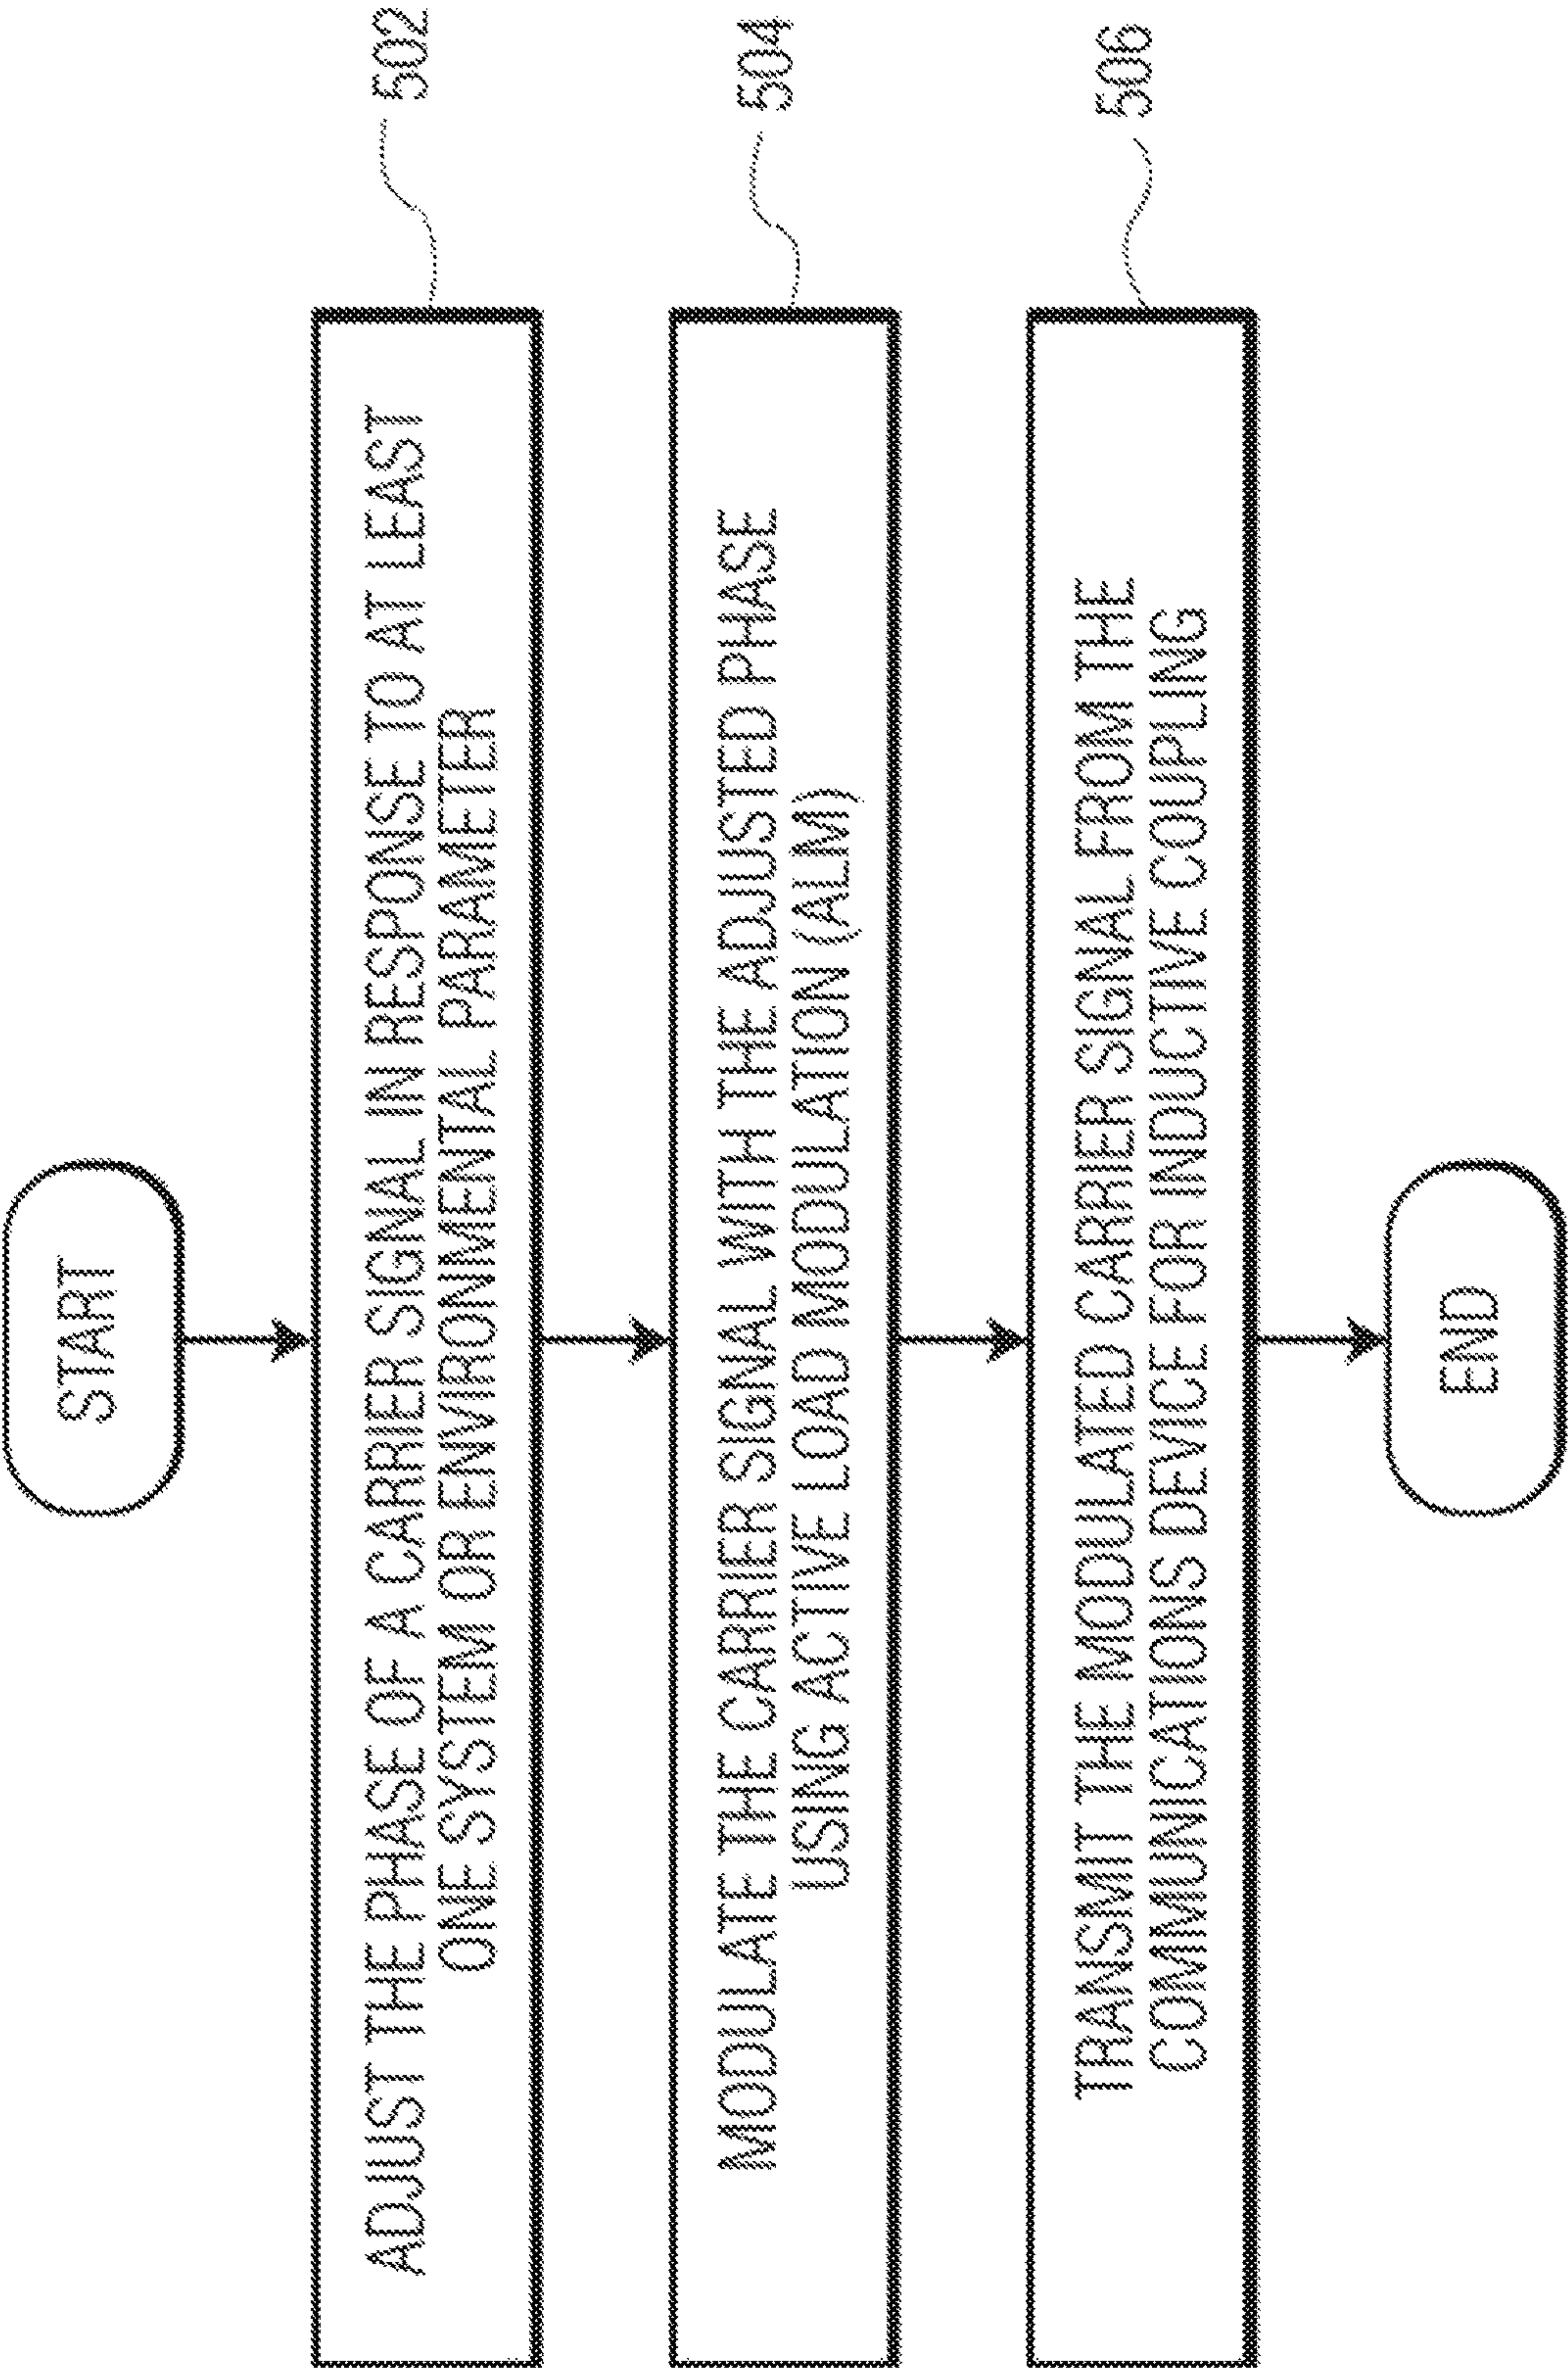 START
ADJUST THE PHASE OF A CARRIER SIGNAL IN RESPONSE TO AT LEAST
ONE SYSTEM OR ENVIRONMENTAL PARAMETER
502
MODULATE THE CARRIER SIGNAL WITH THE ADJUSTED PHASE
USING ACTIVE LOAD MODULATION (ALM)
504
TRANSMIT THE MODULATED CARRIER SIGNAL FROM THE
COMMUNICATIONS DEVICE FOR INDUCTIVE COUPLING
506
END